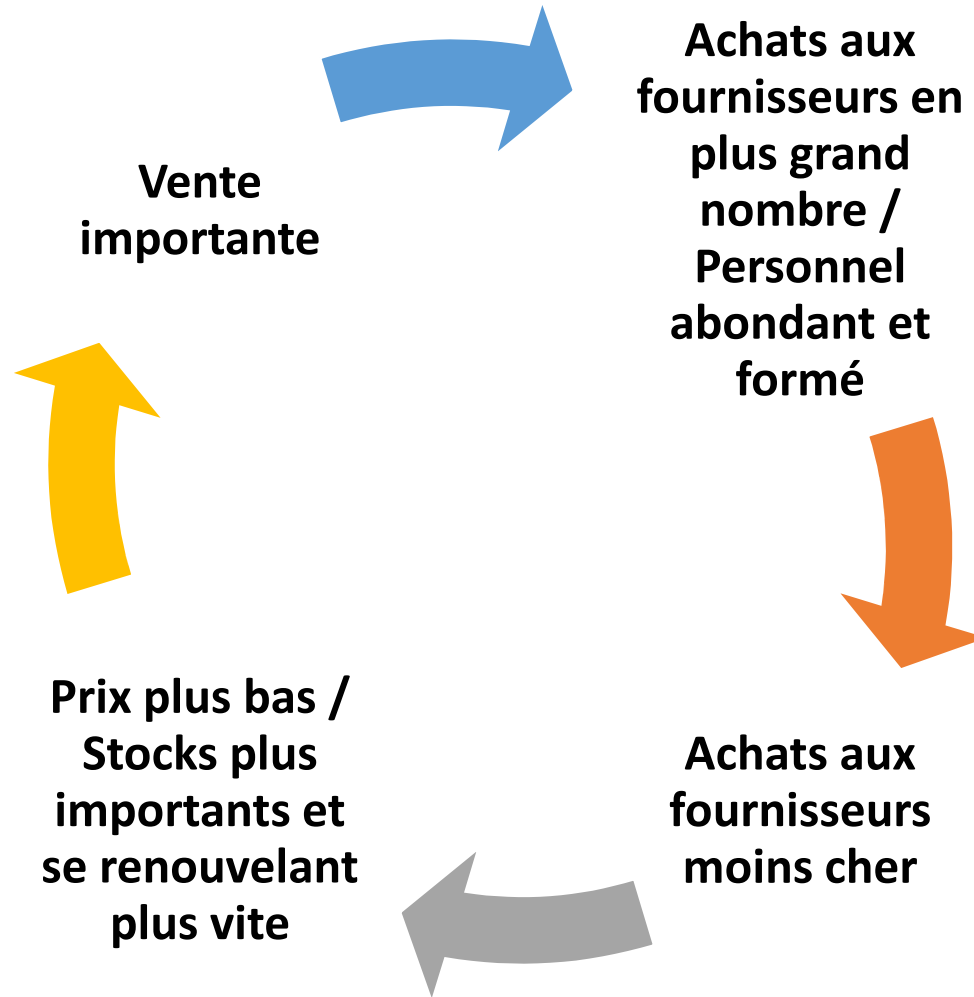 Vente
importante
Achats aux
fournisseurs en
plus grand
nombre /
Personnel
abondant et
formé
Achats aux
fournisseurs
moins cher
Prix plus bas /
Stocks plus
importants et
se renouvelant
plus vite